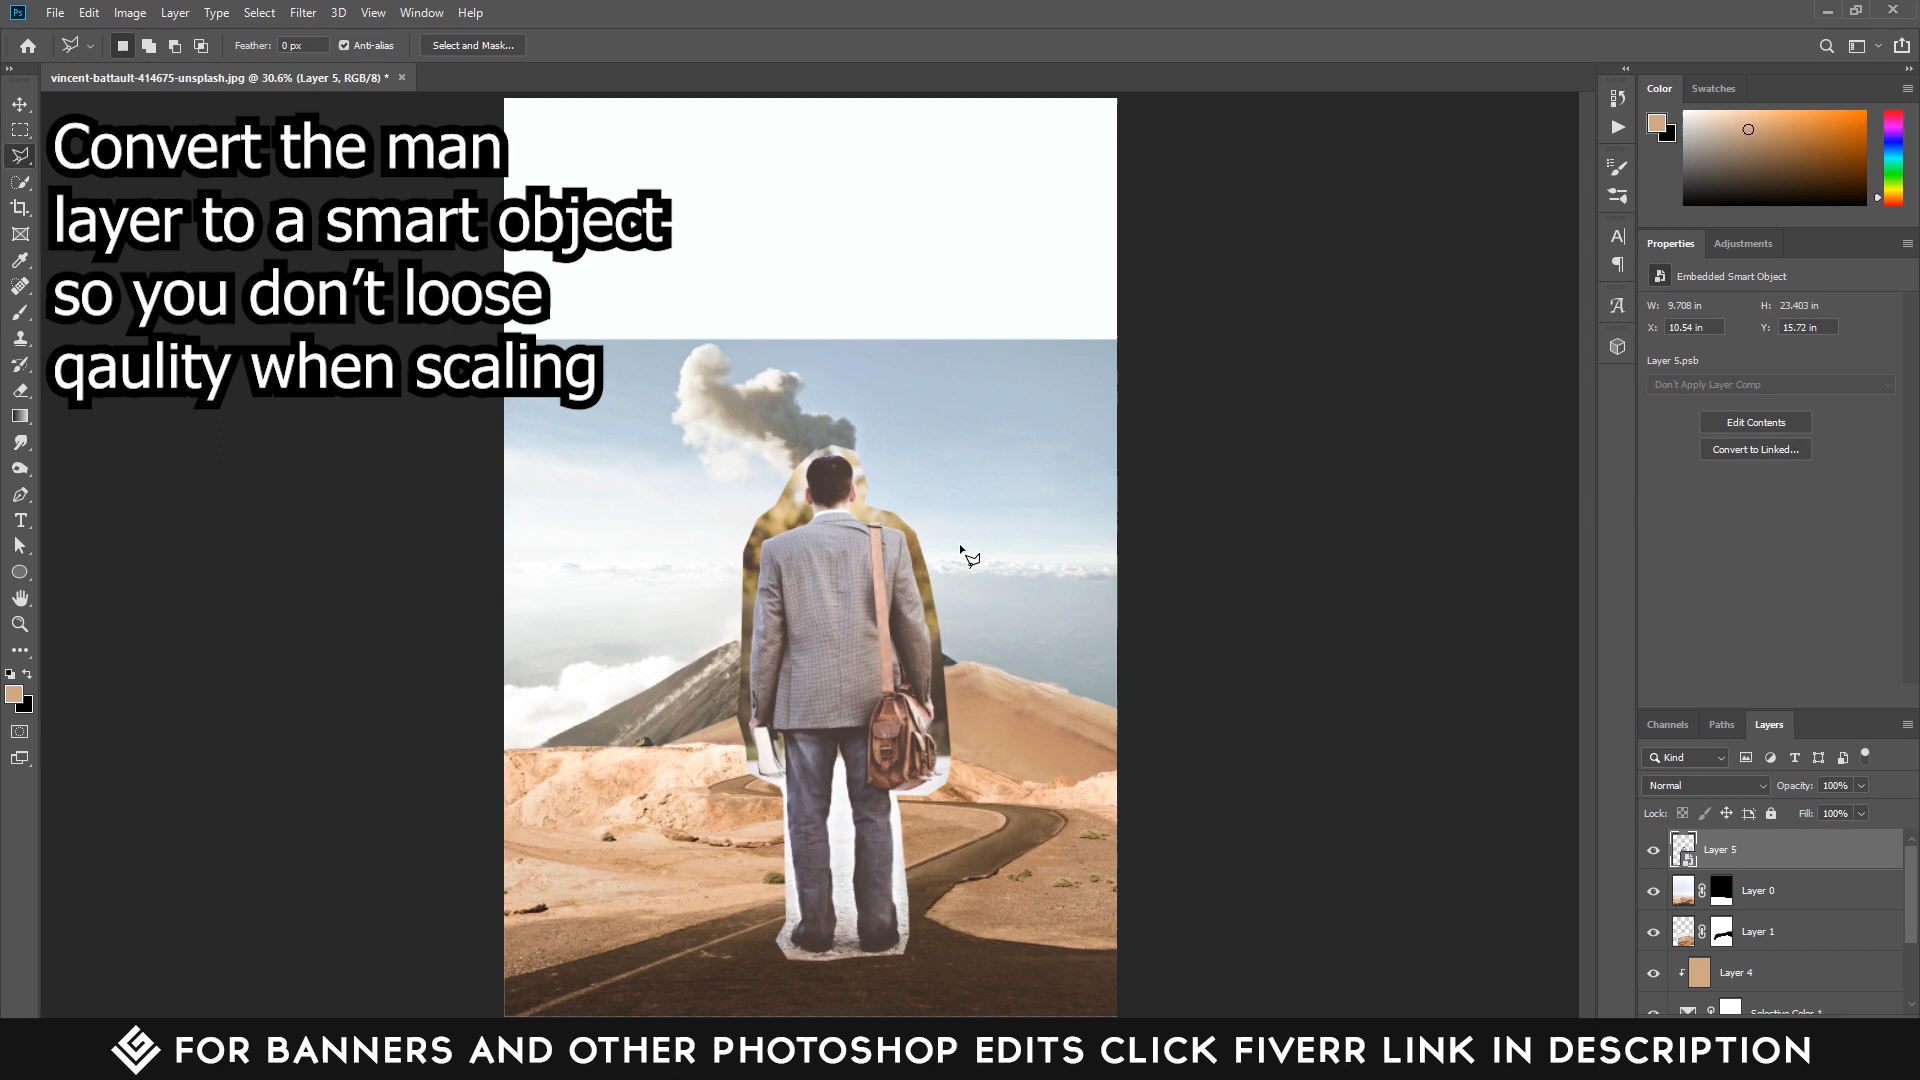 Ps File Edit Image Layer Type Select Filter 3D View Window Help
Feather: 0 px Anti-alias Select and Mask...
vincent-battault-414675-unsplash.jpg @ 30.6% (Layer 5, RGB/8) *
Convert the man
layer to a smart object
so you don't loose
qaulity when scaling
Color Swatches
Properties Adjustments
Embedded Smart Object
W: 9.708 in H: 23.403 in
X: 10.54 in Y: 15.72 in
Layer 5.psb
Don't Apply Layer Comp
Edit Contents
Convert to Linked...
Channels Paths Layers
Kind
Normal Opacity: 100%
Lock: Fill: 100%
Layer 5
Layer 0
Layer 1
Layer 4
Selective Color 1
FOR BANNERS AND OTHER PHOTOSHOP EDITS CLICK FIVERR LINK IN DESCRIPTION